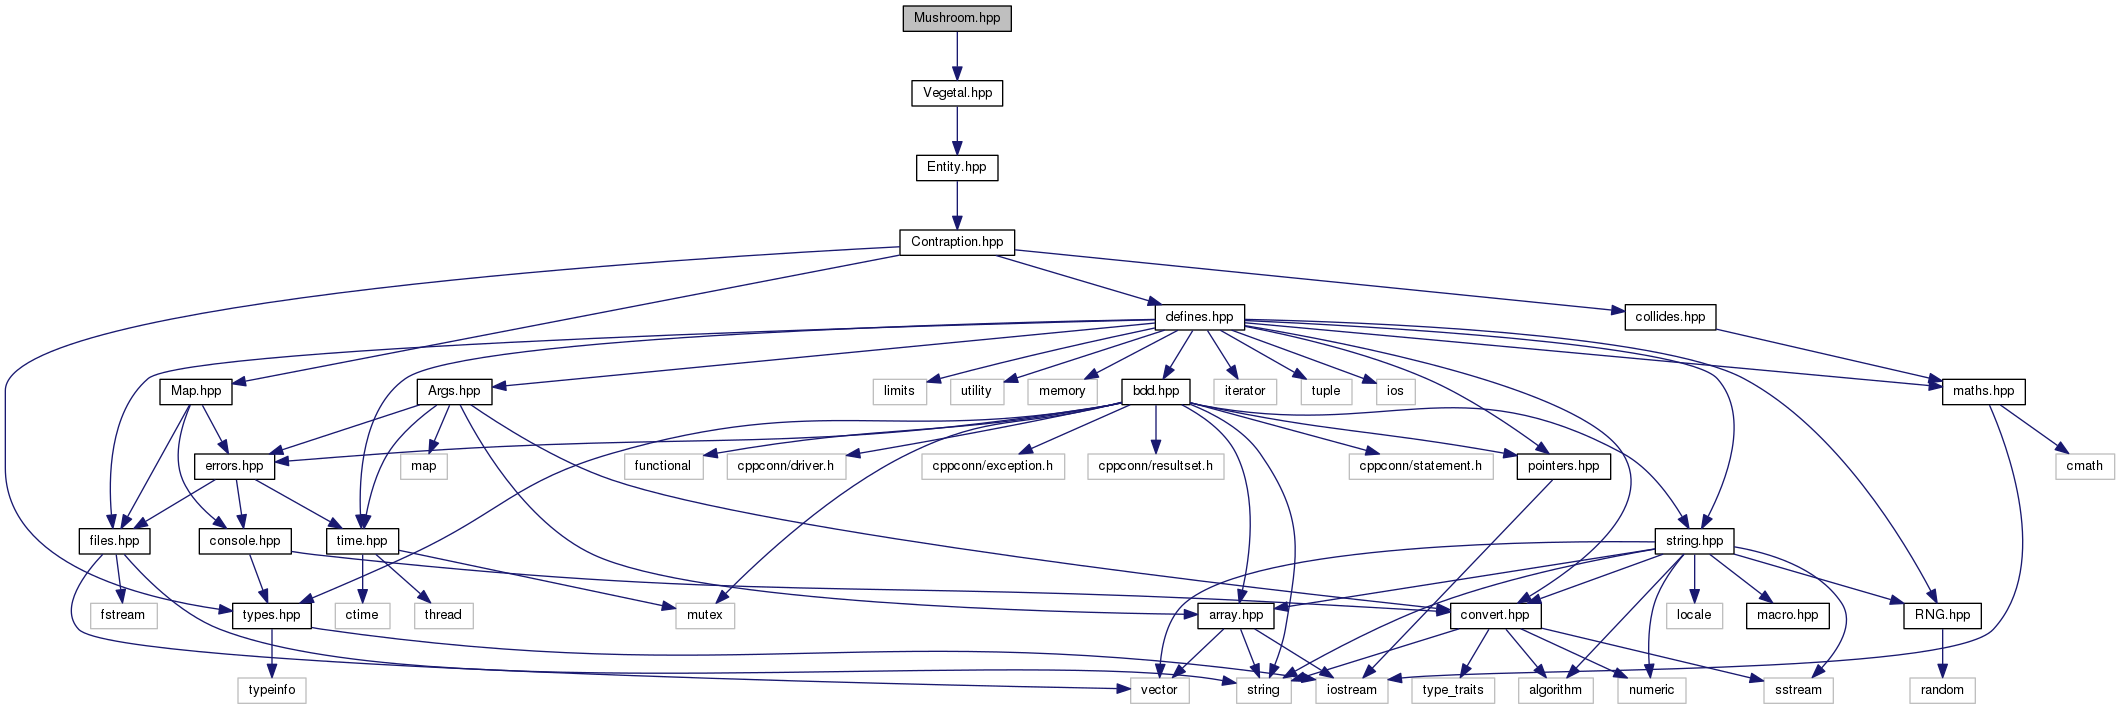 Mushroom.hpp
Vegetal.hpp
Entity.hpp
Contraption.hpp
defines.hpp
collides.hpp
Map.hpp
Args.hpp
limits
utility
memory
bdd.hpp
iterator
tuple
ios
maths.hpp
errors.hpp
map
functional
cppconn/driver.h
cppconn/exception.h
cppconn/resultset.h
cppconn/statement.h
pointers.hpp
cmath
files.hpp
console.hpp
time.hpp
string.hpp
fstream
types.hpp
ctime
thread
mutex
array.hpp
convert.hpp
locale
macro.hpp
RNG.hpp
typeinfo
vector
string
iostream
type_traits
algorithm
numeric
sstream
random